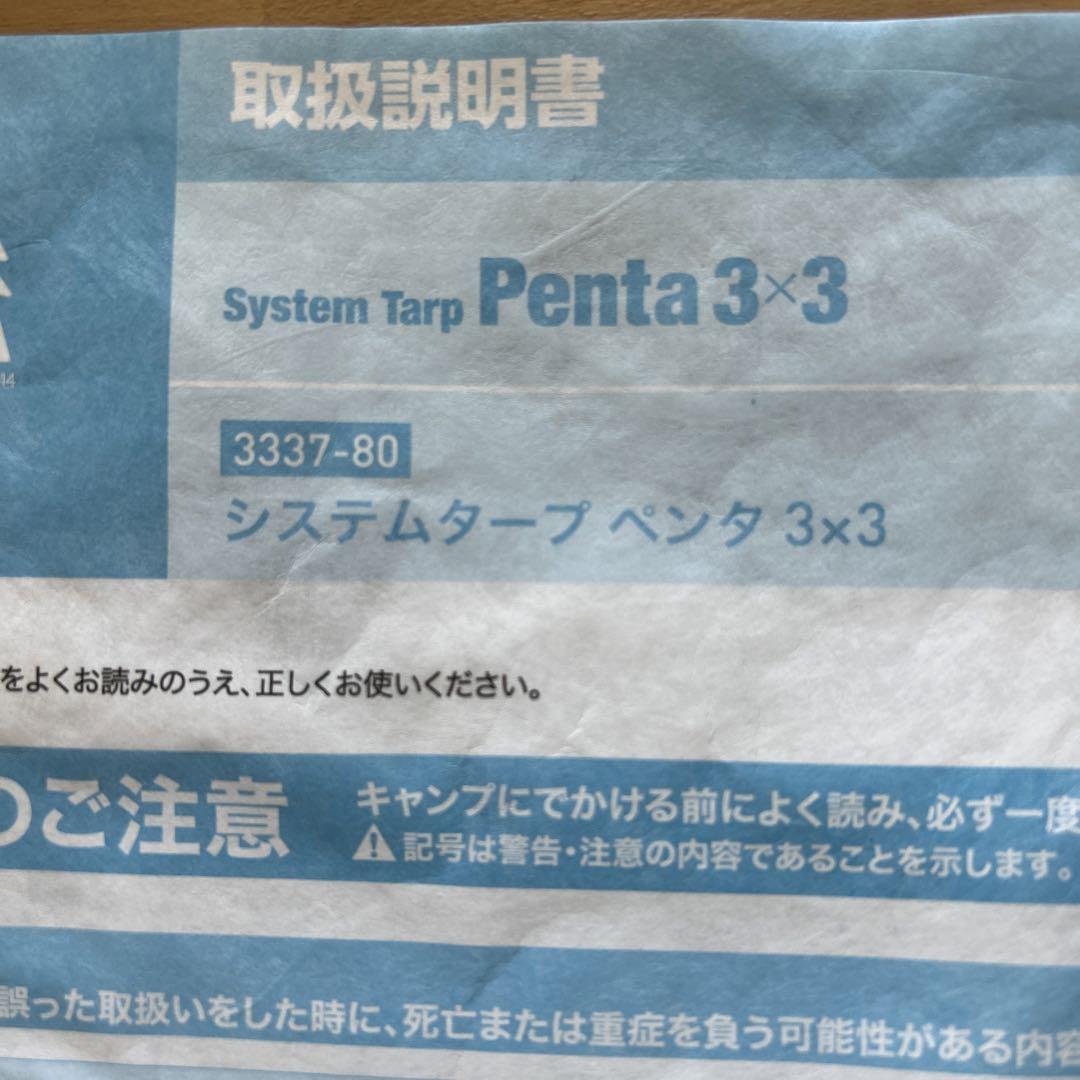 取扱説明書
System Tarp Penta 3×3
3337-80
システムタープ ペンタ 3×3
をよくお読みのうえ、正しくお使いください。
のご注意
キャンプにでかける前によく読み、必ず一度
⚠記号は警告・注意の内容であることを示します。
誤った取扱いをした時に、死亡または重症を負う可能性がある内容